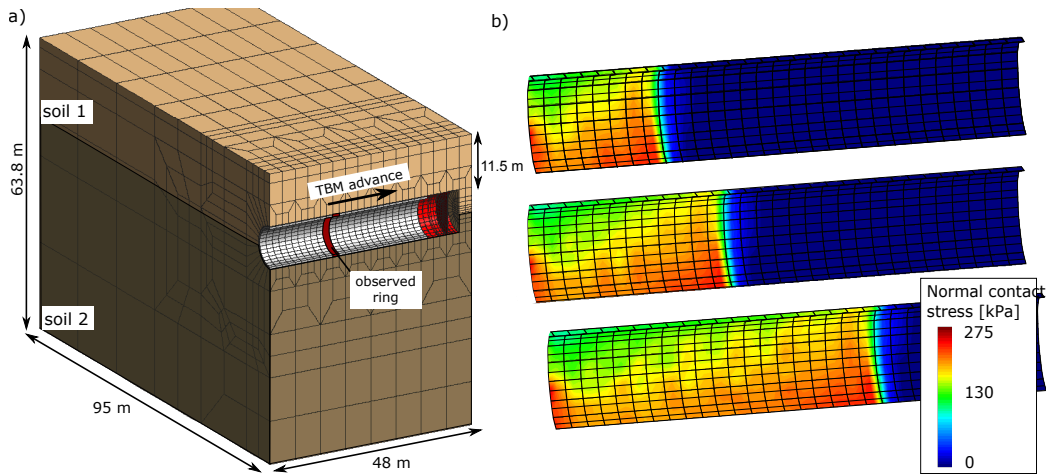 a)
soil 1
63.8 m
TBM advance
11.5 m
observed
ring
soil 2
95 m
48 m
b)
Normal contact
stress [kPa]
275
130
0